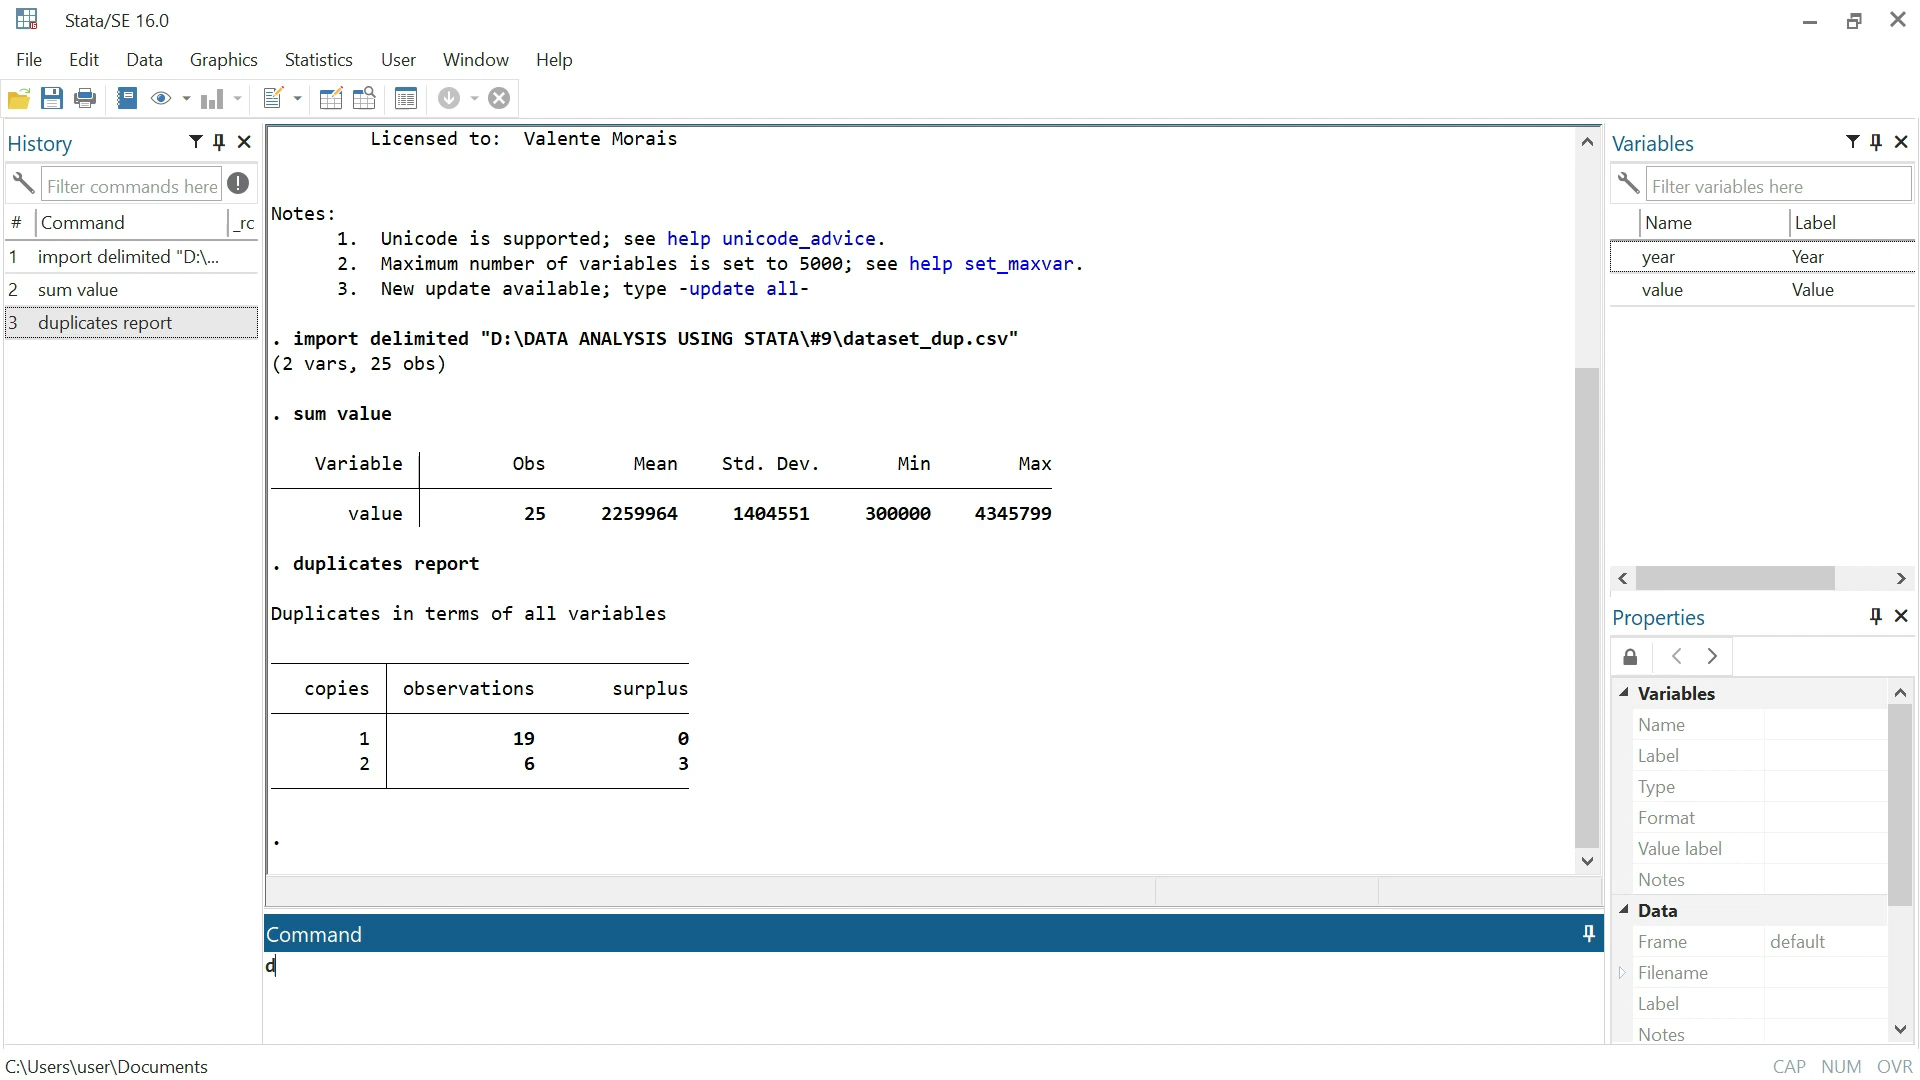 Stata/SE 16.0
File Edit Data Graphics Statistics User Window Help
History
Filter commands here
# Command _rc
1 import delimited "D:\...
2 sum value
3 duplicates report
Licensed to: Valente Morais
Notes:
1. Unicode is supported; see help unicode_advice.
2. Maximum number of variables is set to 5000; see help set_maxvar.
3. New update available; type -update all-
. import delimited "D:\DATA ANALYSIS USING STATA\#9\dataset_dup.csv"
(2 vars, 25 obs)
. sum value
Variable Obs Mean Std. Dev. Min Max
value 25 2259964 1404551 300000 4345799
. duplicates report
Duplicates in terms of all variables
copies observations surplus
1 19 0
2 6 3
.
Command
d
Variables
Filter variables here
Name Label
year Year
value Value
Properties
Variables
Name
Label
Type
Format
Value label
Notes
Data
Frame default
Filename
Label
Notes
C:\Users\user\Documents
CAP NUM OVR